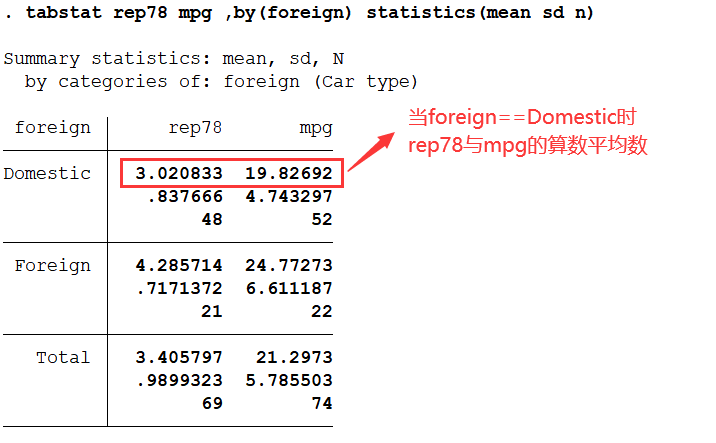 . tabstat rep78 mpg ,by(foreign) statistics(mean sd n)
Summary statistics: mean, sd, N
by categories of: foreign (Car type)
foreign rep78 mpg
Domestic 3.020833 19.82692
.837666 4.743297
48 52
Foreign 4.285714 24.77273
.7171372 6.611187
21 22
Total 3.405797 21.2973
.9899323 5.785503
69 74
当foreign==Domestic时
rep78与mpg的算数平均数